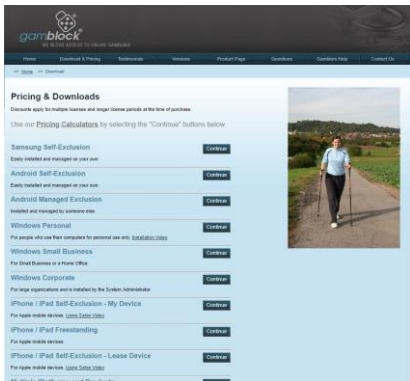 gamblock®
WE BLOCK ACCESS TO ONLINE GAMBLING
Home Download & Pricing Testimonials Versions Product Page Questions Gamblers Help Contact Us
>> Home >> Download
Pricing & Downloads
Discounts apply for multiple licenses and longer license periods at the time of purchase.
Use our Pricing Calculators by selecting the "Continue" buttons below
Samsung Self-Exclusion Continue
Easily installed and managed on your own
Android Self-Exclusion Continue
Easily installed and managed on your own
Android Managed Exclusion Continue
Installed and managed by someone else
Windows Personal Continue
For people who use their computers for personal use only. Installation Video
Windows Small Business Continue
For Small Business or a Home Office.
Windows Corporate Continue
For large organizations and is installed by the System Administrator
iPhone / iPad Self-Exclusion - My Device Continue
For Apple mobile devices. Using Safari Video
iPhone / iPad Freestanding Continue
For Apple mobile devices
iPhone / iPad Self-Exclusion - Lease Device Continue
For Apple mobile devices. Using Safari Video